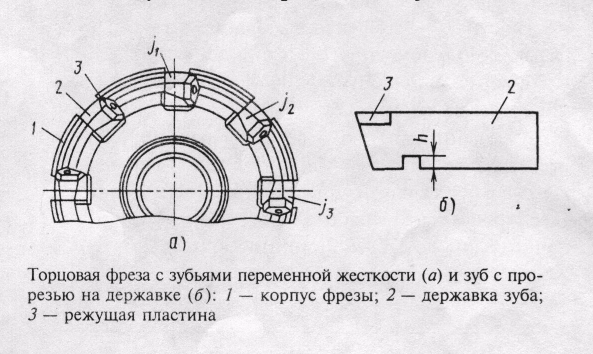 3
j1
2
j2
1
3
2
h
j3
а)
б)
Торцовая фреза с зубьями переменной жесткости (а) и зуб с про-
резью на державке (б): 1 — корпус фрезы; 2 — державка зуба;
3 — режущая пластина